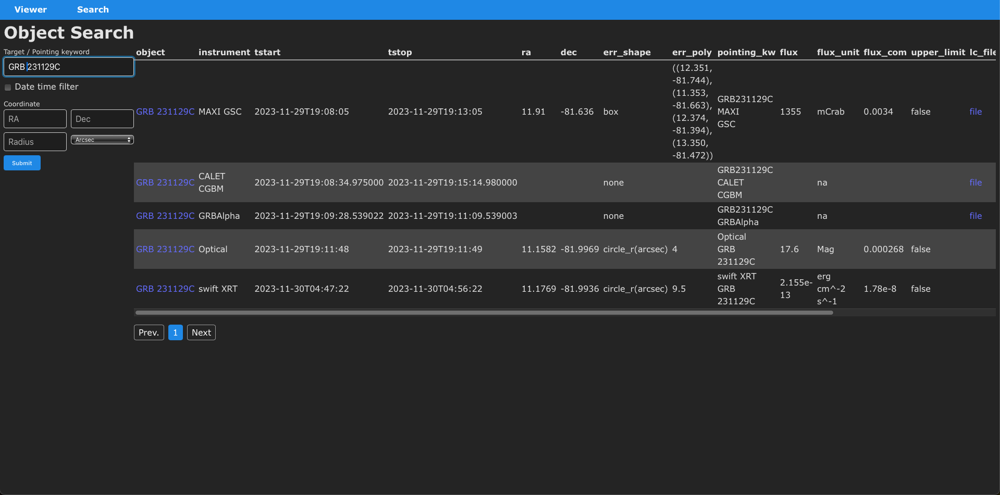 Viewer Search
Object Search
Target / Pointing keyword
GRB 231129C
Date time filter
Coordinate
RA Dec
Radius Arcsec
Submit
object instrument tstart tstop ra dec err_shape err_poly pointing_kw flux flux_unit flux_com upper_limit lc_file
GRB 231129C MAXI GSC 2023-11-29T19:08:05 2023-11-29T19:13:05 11.91 -81.636 box ((12.351, -81.744), (11.353, -81.663), (12.374, -81.394), (13.350, -81.472)) GRB231129C MAXI GSC 1355 mCrab 0.0034 false file
GRB 231129C CALET CGBM 2023-11-29T19:08:34.975000 2023-11-29T19:15:14.980000 none GRB231129C CALET CGBM na file
GRB 231129C GRBAlpha 2023-11-29T19:09:28.539022 2023-11-29T19:11:09.539003 none GRB231129C GRBAlpha na file
GRB 231129C Optical 2023-11-29T19:11:48 2023-11-29T19:11:49 11.1582 -81.9969 circle_r(arcsec) 4 Optical GRB 231129C 17.6 Mag 0.000268 false
GRB 231129C swift XRT 2023-11-30T04:47:22 2023-11-30T04:56:22 11.1769 -81.9936 circle_r(arcsec) 9.5 swift XRT GRB 231129C 2.155e-13 erg cm^-2 s^-1 1.78e-8 false
Prev. 1 Next